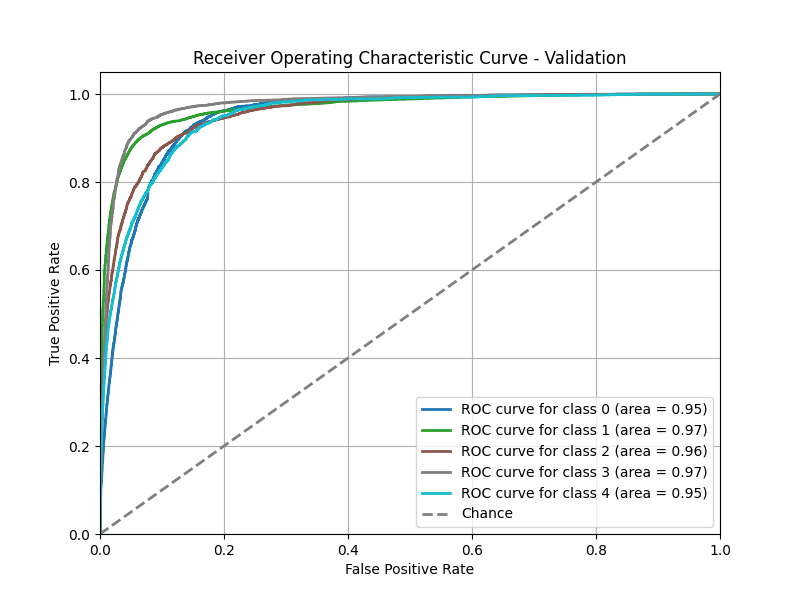 Receiver Operating Characteristic Curve - Validation
True Positive Rate
1.0
0.8
0.6
0.4
0.2
0.0
ROC curve for class 0 (area = 0.95)
ROC curve for class 1 (area = 0.97)
ROC curve for class 2 (area = 0.96)
ROC curve for class 3 (area = 0.97)
ROC curve for class 4 (area = 0.95)
Chance
0.0 0.2 0.4 0.6 0.8 1.0
False Positive Rate